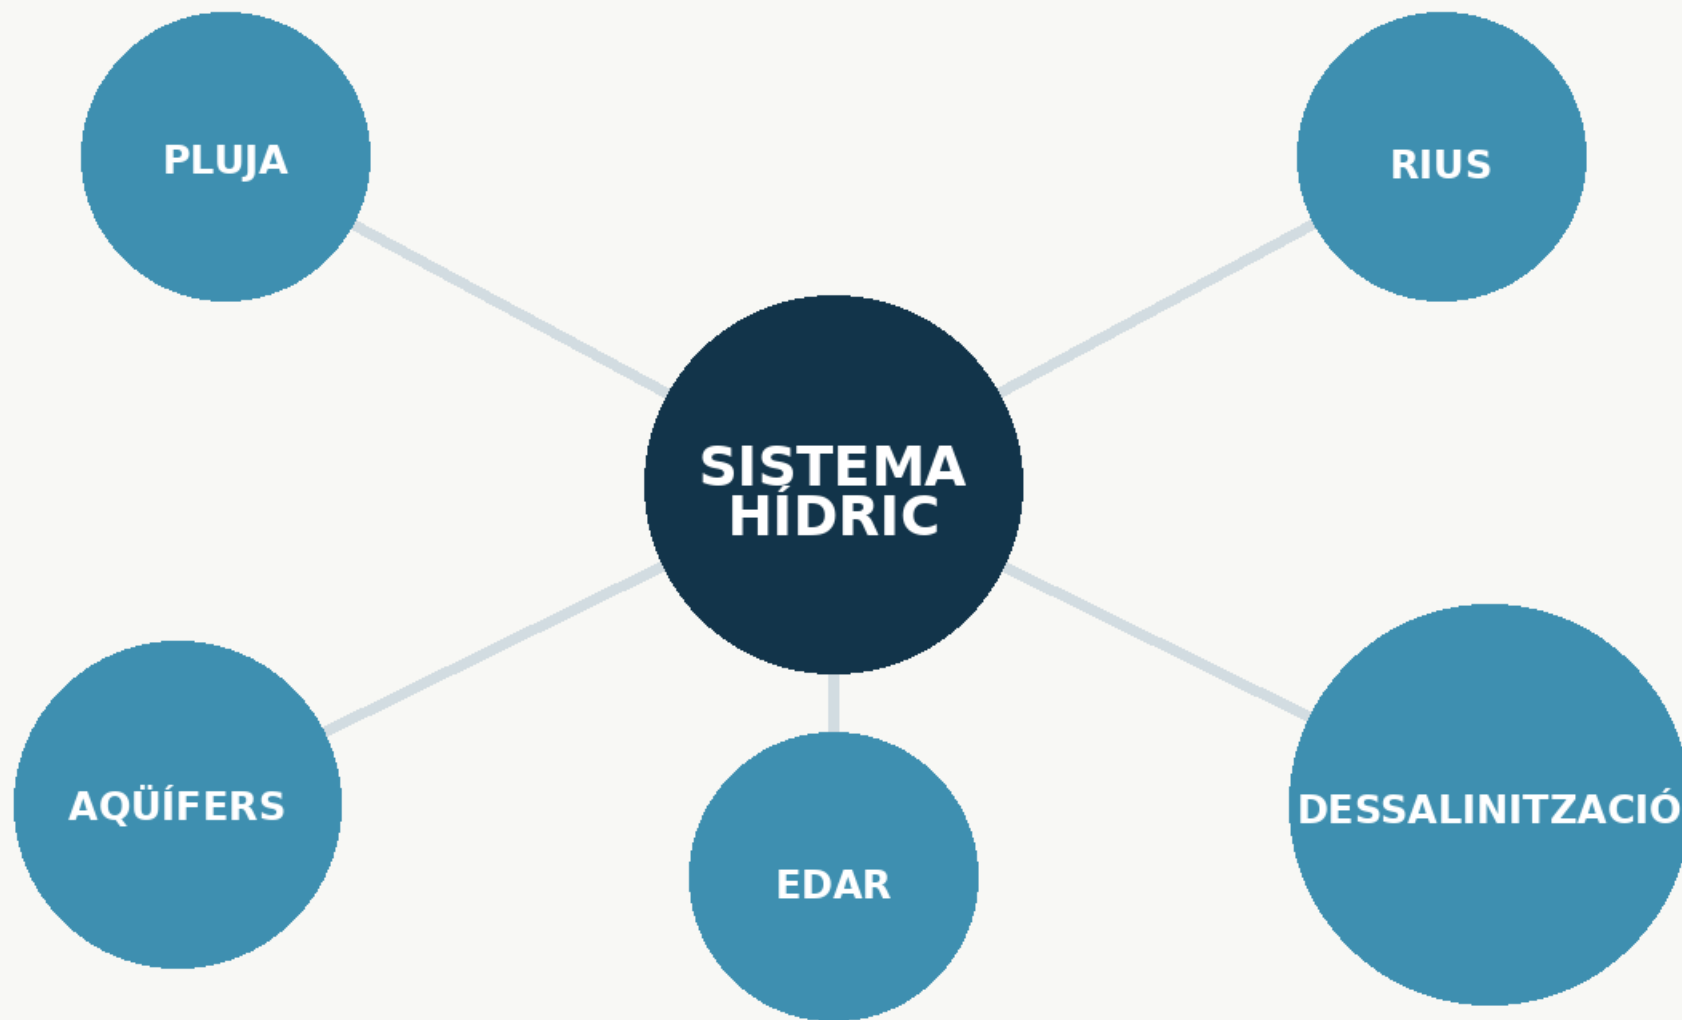 PLUJA
RIUS
SISTEMA
HÍDRIC
AQÜÍFERS
DESSALINITZACIÓ
EDAR